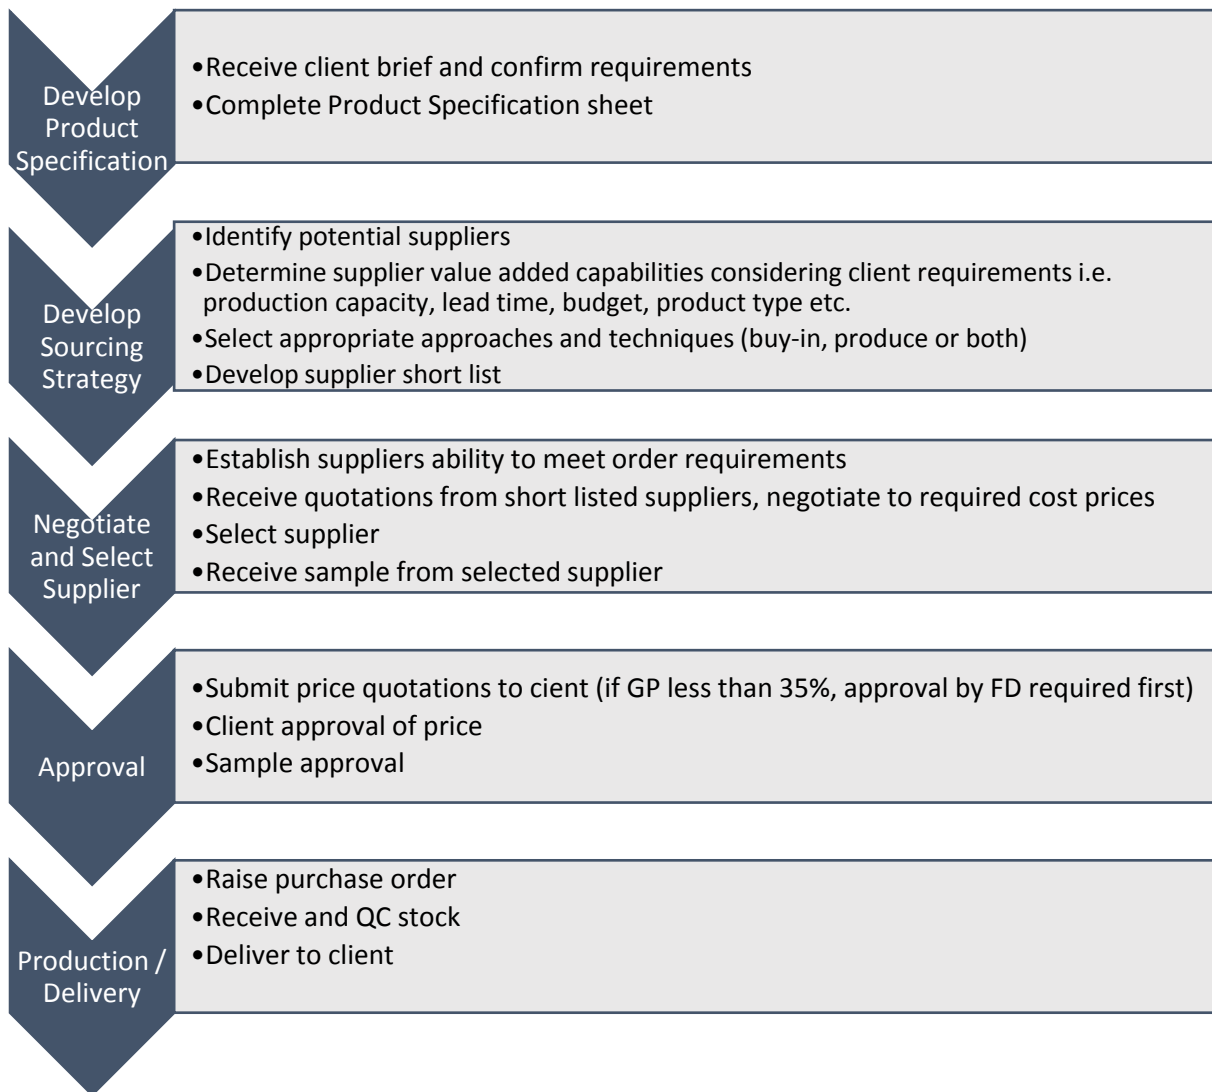 Develop
Product
Specification
•Receive client brief and confirm requirements
•Complete Product Specification sheet
Develop
Sourcing
Strategy
•Identify potential suppliers
•Determine supplier value added capabilities considering client requirements i.e.
production capacity, lead time, budget, product type etc.
•Select appropriate approaches and techniques (buy-in, produce or both)
•Develop supplier short list
Negotiate
and Select
Supplier
•Establish suppliers ability to meet order requirements
•Receive quotations from short listed suppliers, negotiate to required cost prices
•Select supplier
•Receive sample from selected supplier
Approval
•Submit price quotations to cient (if GP less than 35%, approval by FD required first)
•Client approval of price
•Sample approval
Production /
Delivery
•Raise purchase order
•Receive and QC stock
•Deliver to client